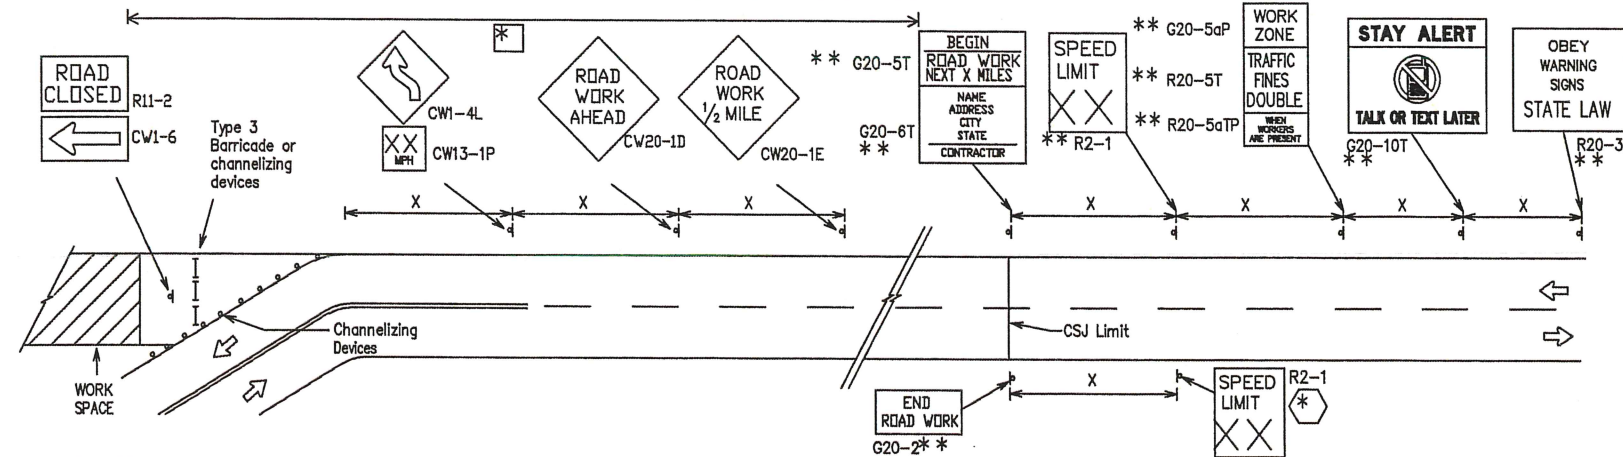 ROAD
CLOSED
R11-2
CW1-6
Type 3
Barricade or
channelizing
devices
CW1-4L
XX
MPH
CW13-1P
*
ROAD
WORK
AHEAD
CW20-1D
ROAD
WORK
1/2 MILE
CW20-1E
** G20-5T
G20-6T
**
BEGIN
ROAD WORK
NEXT X MILES
NAME
ADDRESS
CITY
STATE
CONTRACTOR
SPEED
LIMIT
XX
** R2-1
** G20-5aP
** R20-5T
** R20-5aTP
WORK
ZONE
TRAFFIC
FINES
DOUBLE
WHEN
WORKERS
ARE PRESENT
STAY ALERT
TALK OR TEXT LATER
G20-10T
**
OBEY
WARNING
SIGNS
STATE LAW
R20-3
**
X X X X X X X
Channelizing
Devices
CSJ Limit
WORK
SPACE
END
ROAD WORK
G20-2**
X
SPEED
LIMIT
XX
R2-1
*